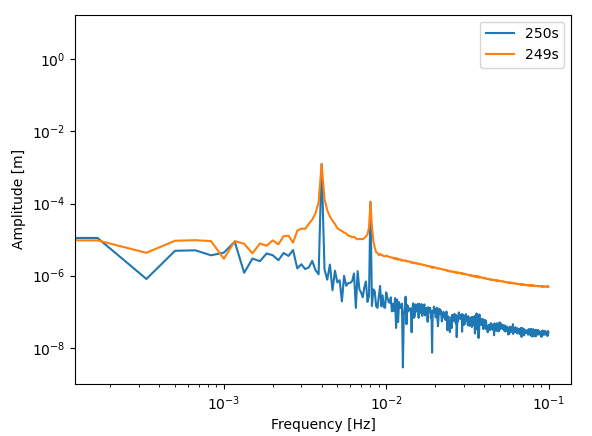 250s
249s
10⁰
10⁻²
10⁻⁴
10⁻⁶
10⁻⁸
Amplitude [m]
10⁻³
10⁻²
10⁻¹
Frequency [Hz]